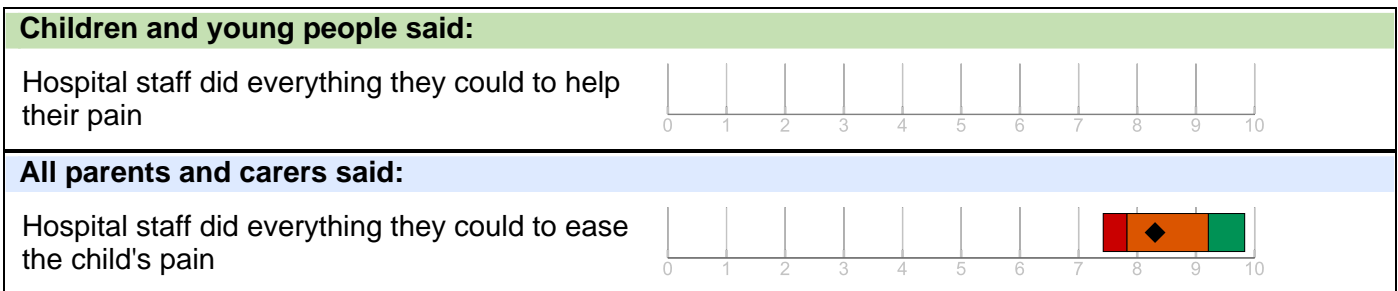 Children and young people said:
Hospital staff did everything they could to help
their pain
0 1 2 3 4 5 6 7 8 9 10
All parents and carers said:
Hospital staff did everything they could to ease
the child's pain
0 1 2 3 4 5 6 7 8 9 10